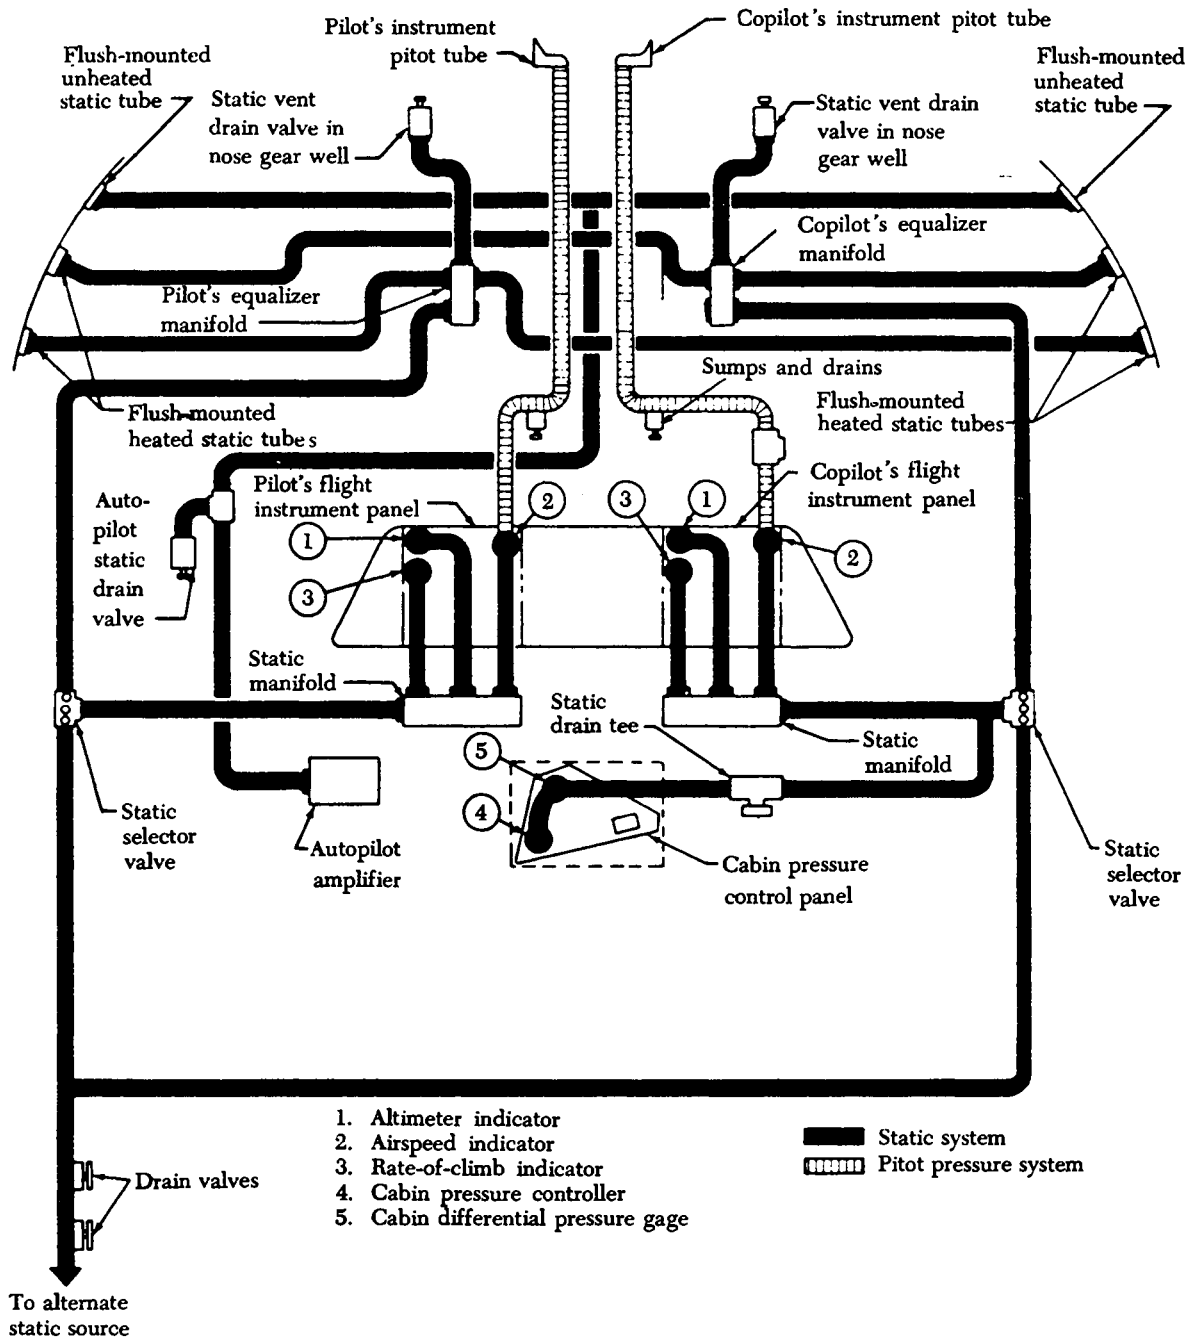 Pilot's instrument
pitot tube
Copilot's instrument pitot tube
Flush-mounted
unheated
static tube
Static vent
drain valve in
nose gear well
Static vent drain
valve in nose
gear well
Flush-mounted
unheated
static tube
Copilot's equalizer
manifold
Pilot's equalizer
manifold
Sumps and drains
Flush-mounted
heated static tubes
Flush-mounted
heated static tubes
Auto-
pilot
static
drain
valve
Pilot's flight
instrument panel
Copilot's flight
instrument panel
1
3
2
3
1
2
Static
manifold
Static
drain tee
Static
manifold
5
4
Static
selector
valve
Autopilot
amplifier
Cabin pressure
control panel
Static
selector
valve
1. Altimeter indicator
2. Airspeed indicator
3. Rate-of-climb indicator
4. Cabin pressure controller
5. Cabin differential pressure gage
Static system
Pitot pressure system
Drain valves
To alternate
static source